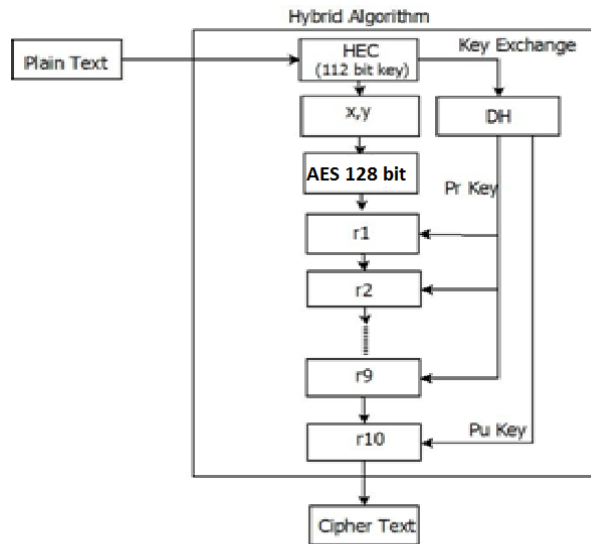 Hybrid Algorithm
Plain Text
HEC
(112 bit key)
Key Exchange
x,y
DH
AES 128 bit
Pr Key
r1
r2
r9
r10
Pu Key
Cipher Text